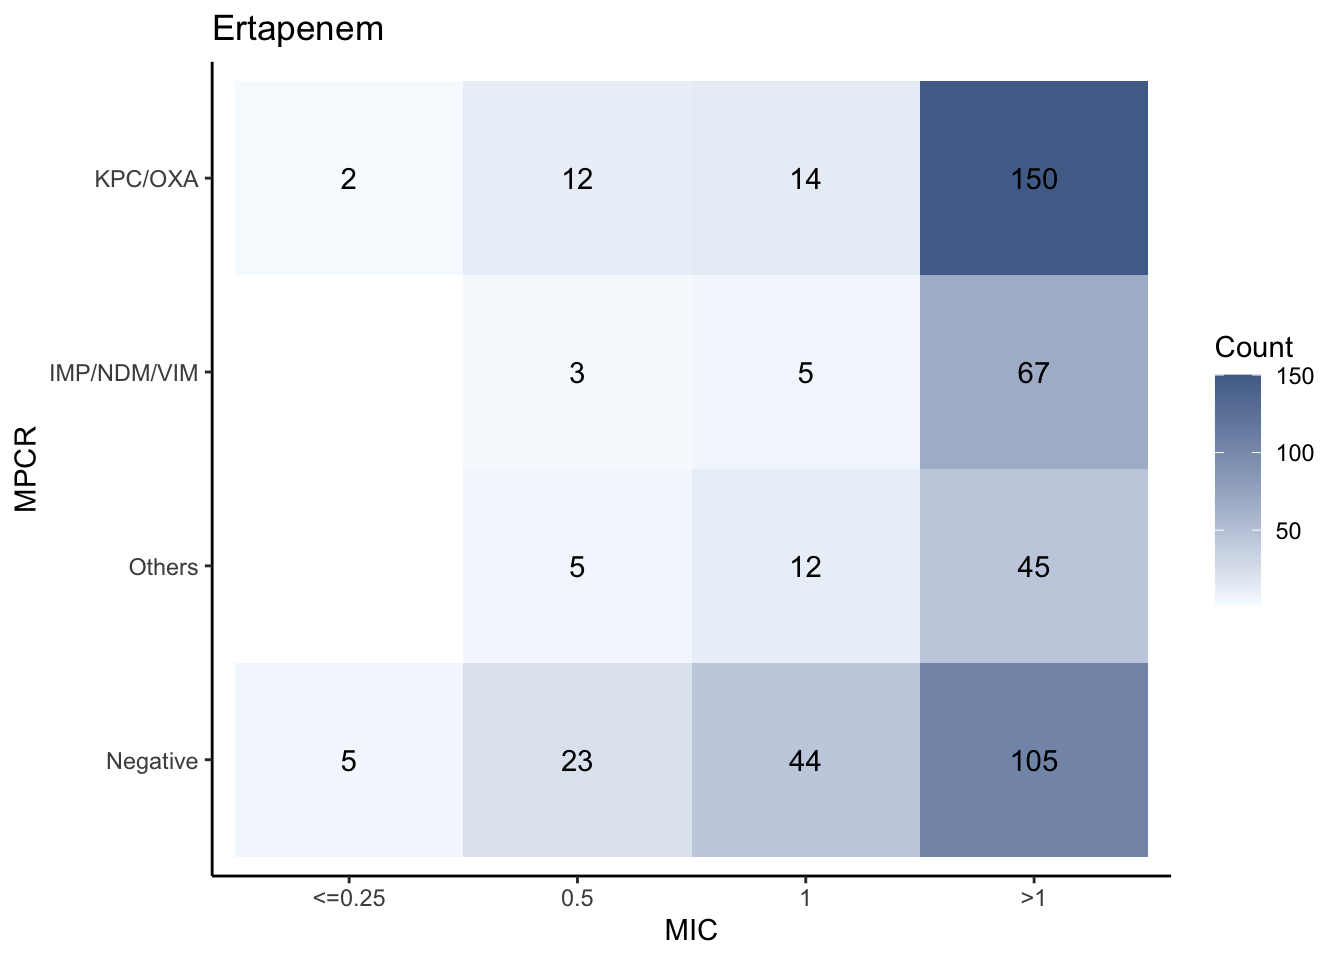 Ertapenem
KPC/OXA 2 12 14 150
IMP/NDM/VIM 3 5 67
Others 5 12 45
Negative 5 23 44 105
<=0.25 0.5 1 >1
MIC
MPCR
Count
150
100
50